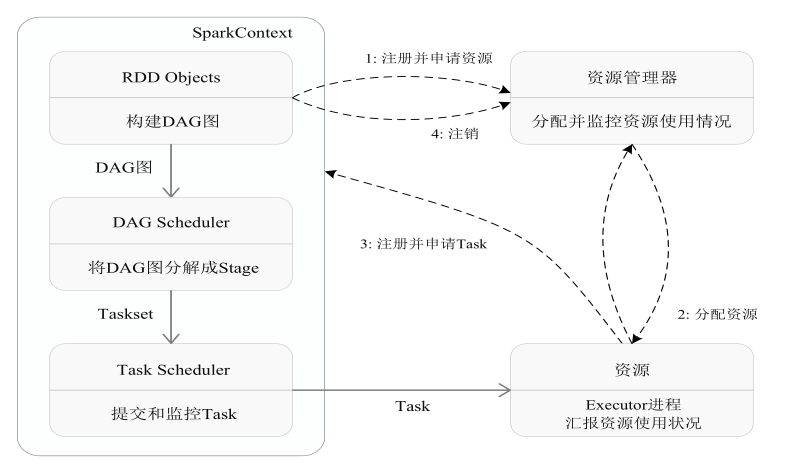 SparkContext
RDD Objects
构建DAG图
DAG图
DAG Scheduler
将DAG图分解成Stage
Taskset
Task Scheduler
提交和监控Task
1: 注册并申请资源
4: 注销
资源管理器
分配并监控资源使用情况
3: 注册并申请Task
2: 分配资源
Task
资源
Executor进程
汇报资源使用状况